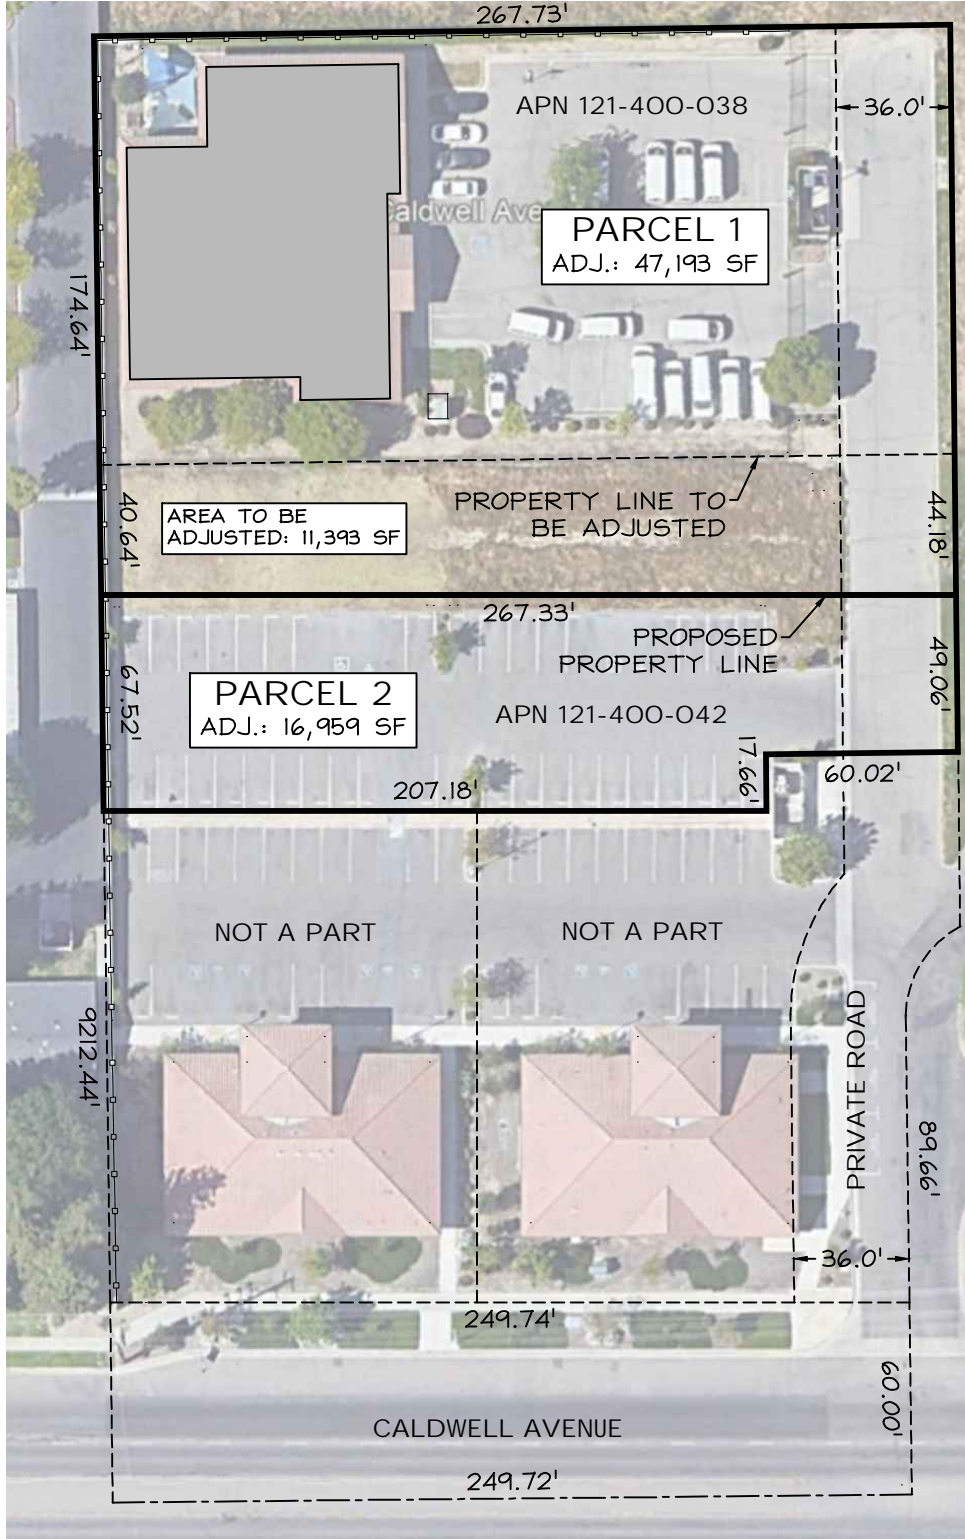 267.73'
APN 121-400-038
36.0'
Caldwell Ave
PARCEL 1
ADJ.: 47,193 SF
174.64'
40.64'
AREA TO BE
ADJUSTED: 11,393 SF
PROPERTY LINE TO
BE ADJUSTED
44.18'
267.33'
PROPOSED
PROPERTY LINE
49.06'
67.52'
PARCEL 2
ADJ.: 16,959 SF
APN 121-400-042
17.66'
60.02'
207.18'
NOT A PART
NOT A PART
9212.44'
PRIVATE ROAD
89.66'
36.0'
249.74'
60.00'
CALDWELL AVENUE
249.72'